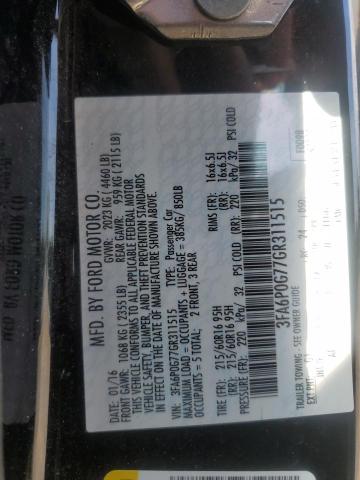 MFD. BY FORD MOTOR CO.
DATE: 01/16 GVWR: 2023 KG ( 4460 LB)
FRONT GAWR: 1068 KG ( 2355 LB) REAR GAWR: 959 KG ( 2115 LB)
THIS VEHICLE CONFORMS TO ALL APPLICABLE FEDERAL MOTOR
VEHICLE SAFETY, BUMPER, AND THEFT PREVENTION STANDARDS
IN EFFECT ON THE DATE OF MANUFACTURE SHOWN ABOVE.
VIN: 3FA6P0G77GR311515 TYPE: Passenger Car
MAXIMUM LOAD = OCCUPANTS + LUGGAGE = 385KG/ 850LB
OCCUPANTS = 5 TOTAL; 2 FRONT, 3 REAR
TIRE (FR): 215/60R16 95H RIMS (FR): 16x6.5J
TIRE (RR): 215/60R16 95H (RR): 16x6.5J
PRESSURE (FR): 220 kPa/ 32 PSI COLD (RR): 220 kPa/ 32 PSI COLD
3FA6P0G77GR311515
F0098
TRAILER TOWING - SEE OWNER GUIDE
24 DSO